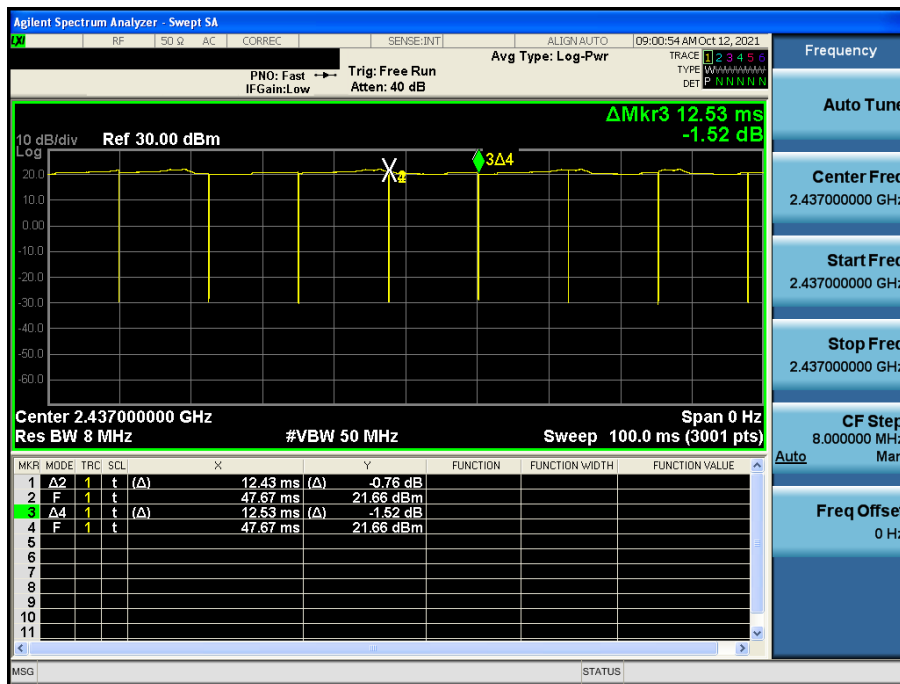 Agilent Spectrum Analyzer - Swept SA
LXI RF 50 Ω AC CORREC SENSE:INT ALIGN AUTO 09:00:54 AM Oct 12, 2021
PNO: Fast
IFGain:Low
Trig: Free Run
Atten: 40 dB
Avg Type: Log-Pwr
TRACE 1 2 3 4 5 6
TYPE WWWWWW
DET P N N N N N
ΔMkr3 12.53 ms
-1.52 dB
10 dB/div Ref 30.00 dBm
Log
20.0
10.0
0.00
-10.0
-20.0
-30.0
-40.0
-50.0
-60.0
3Δ4
Center 2.437000000 GHz Span 0 Hz
Res BW 8 MHz #VBW 50 MHz Sweep 100.0 ms (3001 pts)
MKR MODE TRC SCL X Y FUNCTION FUNCTION WIDTH FUNCTION VALUE
1 Δ2 1 t (Δ) 12.43 ms (Δ) -0.76 dB
2 F 1 t 47.67 ms 21.66 dBm
3 Δ4 1 t (Δ) 12.53 ms (Δ) -1.52 dB
4 F 1 t 47.67 ms 21.66 dBm
5
6
7
8
9
10
11
MSG STATUS
Frequency
Auto Tune
Center Freq
2.437000000 GHz
Start Freq
2.437000000 GHz
Stop Freq
2.437000000 GHz
CF Step
8.000000 MHz
Auto Man
Freq Offset
0 Hz